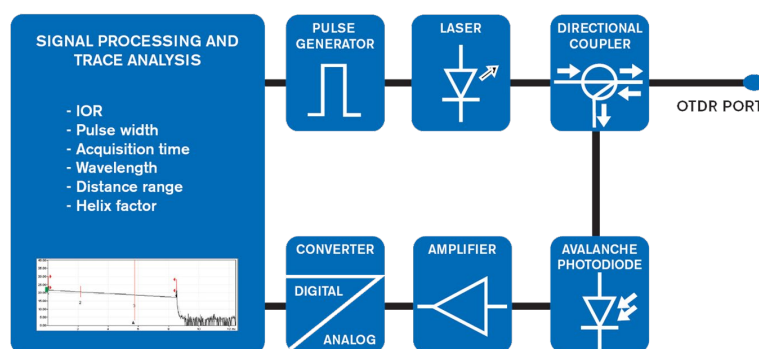 SIGNAL PROCESSING AND
TRACE ANALYSIS
- IOR
- Pulse width
- Acquisition time
- Wavelength
- Distance range
- Helix factor
PULSE
GENERATOR
LASER
DIRECTIONAL
COUPLER
OTDR PORT
CONVERTER
DIGITAL
ANALOG
AMPLIFIER
AVALANCHE
PHOTODIODE